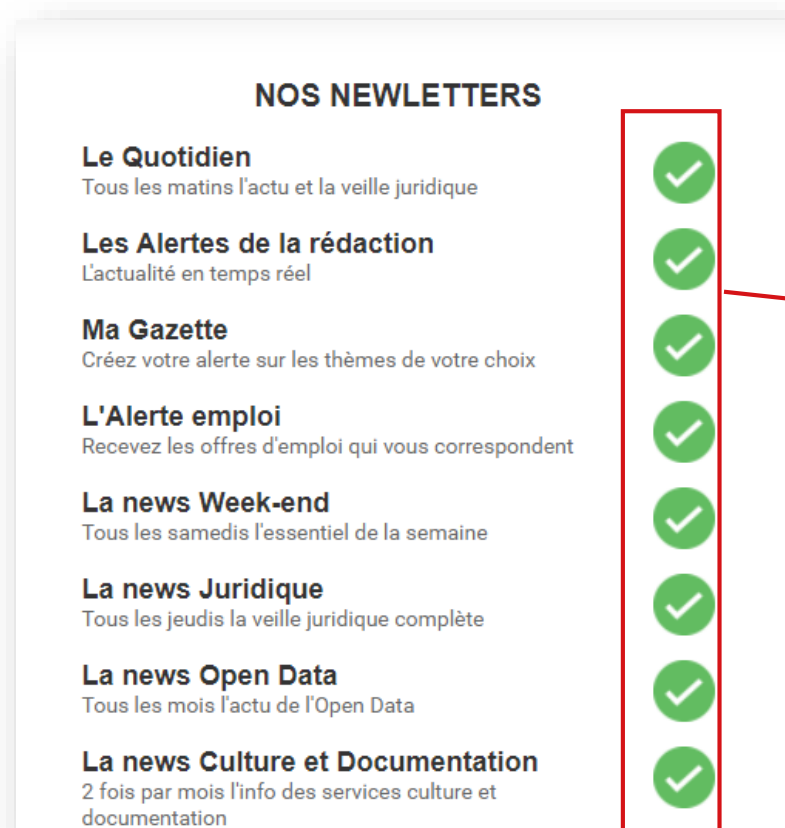 NOS NEWLETTERS
Le Quotidien
Tous les matins l'actu et la veille juridique
Les Alertes de la rédaction
L'actualité en temps réel
Ma Gazette
Créez votre alerte sur les thèmes de votre choix
L'Alerte emploi
Recevez les offres d'emploi qui vous correspondent
La news Week-end
Tous les samedis l'essentiel de la semaine
La news Juridique
Tous les jeudis la veille juridique complète
La news Open Data
Tous les mois l'actu de l'Open Data
La news Culture et Documentation
2 fois par mois l'info des services culture et
documentation